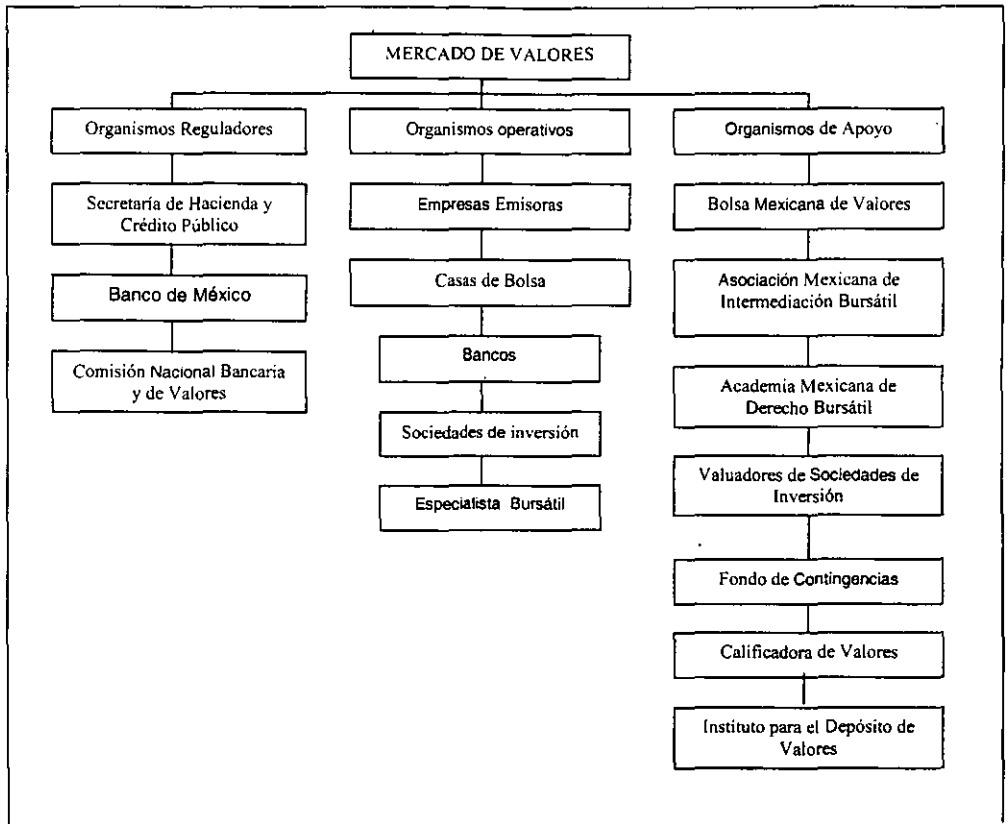 MERCADO DE VALORES
Organismos Reguladores
Secretaría de Hacienda y
Crédito Público
Banco de México
Comisión Nacional Bancaria
y de Valores
Organismos operativos
Empresas Emisoras
Casas de Bolsa
Bancos
Sociedades de inversión
Especialista Bursátil
Organismos de Apoyo
Bolsa Mexicana de Valores
Asociación Mexicana de
Intermediación Bursátil
Academia Mexicana de
Derecho Bursátil
Valuadores de Sociedades de
Inversión
Fondo de Contingencias
Calificadora de Valores
Instituto para el Depósito de
Valores